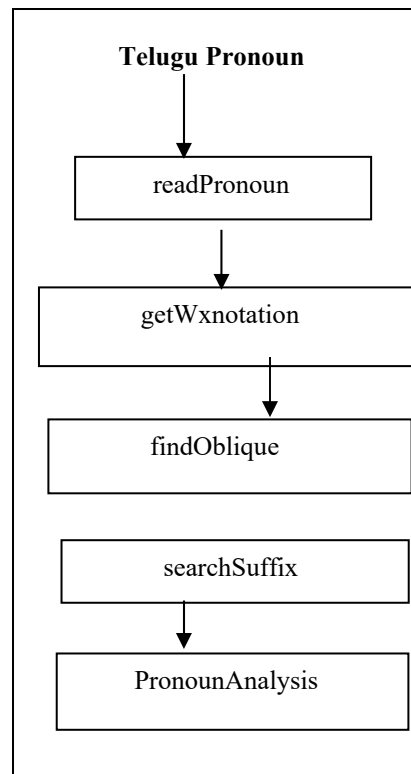 Telugu Pronoun
readPronoun
getWxnotation
findOblique
searchSuffix
PronounAnalysis